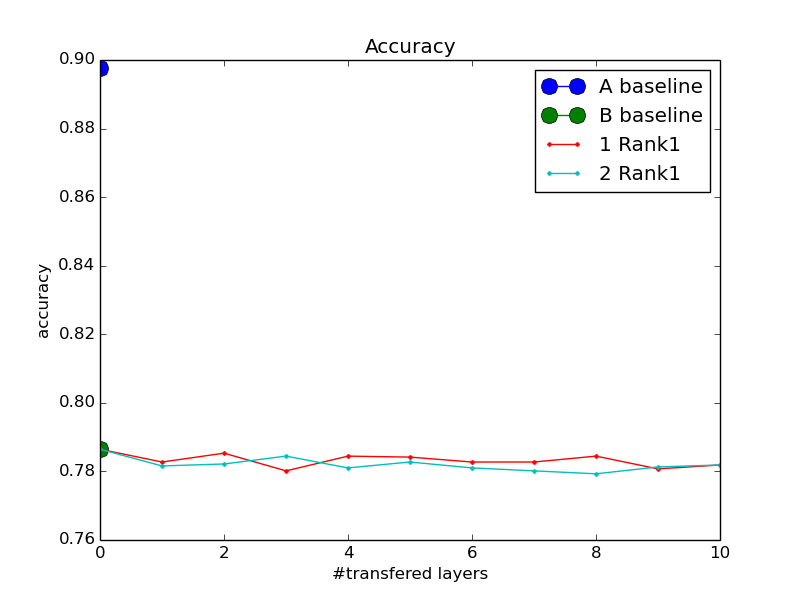 Accuracy
0.90
0.88
0.86
0.84
0.82
0.80
0.78
0.76
accuracy
A baseline
B baseline
1 Rank1
2 Rank1
0 2 4 6 8 10
#transfered layers